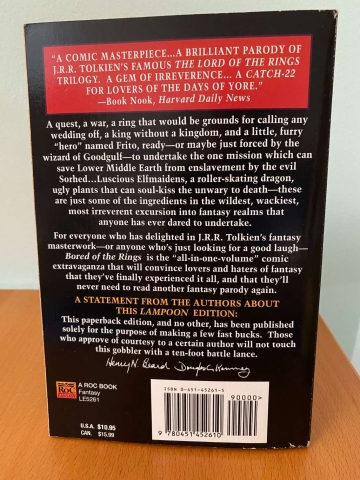 "A COMIC MASTERPIECE...A BRILLIANT PARODY OF
J.R.R. TOLKIEN'S FAMOUS THE LORD OF THE RINGS
TRILOGY. A GEM OF IRREVERENCE... A CATCH-22
FOR LOVERS OF THE DAYS OF YORE."
—Book Nook, Harvard Daily News
A quest, a war, a ring that would be grounds for calling any
wedding off, a king without a kingdom, and a little, furry
"hero" named Frito, ready—or maybe just forced by the
wizard of Goodgulf—to undertake the one mission which can
save Lower Middle Earth from enslavement by the evil
Sorhed...Luscious Elfmaidens, a roller-skating dragon,
ugly plants that can soul-kiss the unwary to death—these
are just some of the ingredients in the wildest, wackiest,
most irreverent excursion into fantasy realms that
anyone has ever dared to undertake.
For everyone who has delighted in J.R.R. Tolkien's fantasy
masterwork—or anyone who's just looking for a good laugh—
Bored of the Rings is the "all-in-one-volume" comic
extravaganza that will convince lovers and haters of fantasy
that they've finally experienced it all, and that they'll
never need to read another fantasy parody again.
A STATEMENT FROM THE AUTHORS ABOUT
THIS LAMPOON EDITION:
This paperback edition, and no other, has been published
solely for the purpose of making a few fast bucks. Those
who approve of courtesy to a certain author will not touch
this gobbler with a ten-foot battle lance.
Henry N. Beard Douglas C. Kenney
ROC
A ROC BOOK
Fantasy
LE5261
U.S.A. $10.95
CAN. $15.99
ISBN 0-451-45261-5
90000>
9 780451 452610